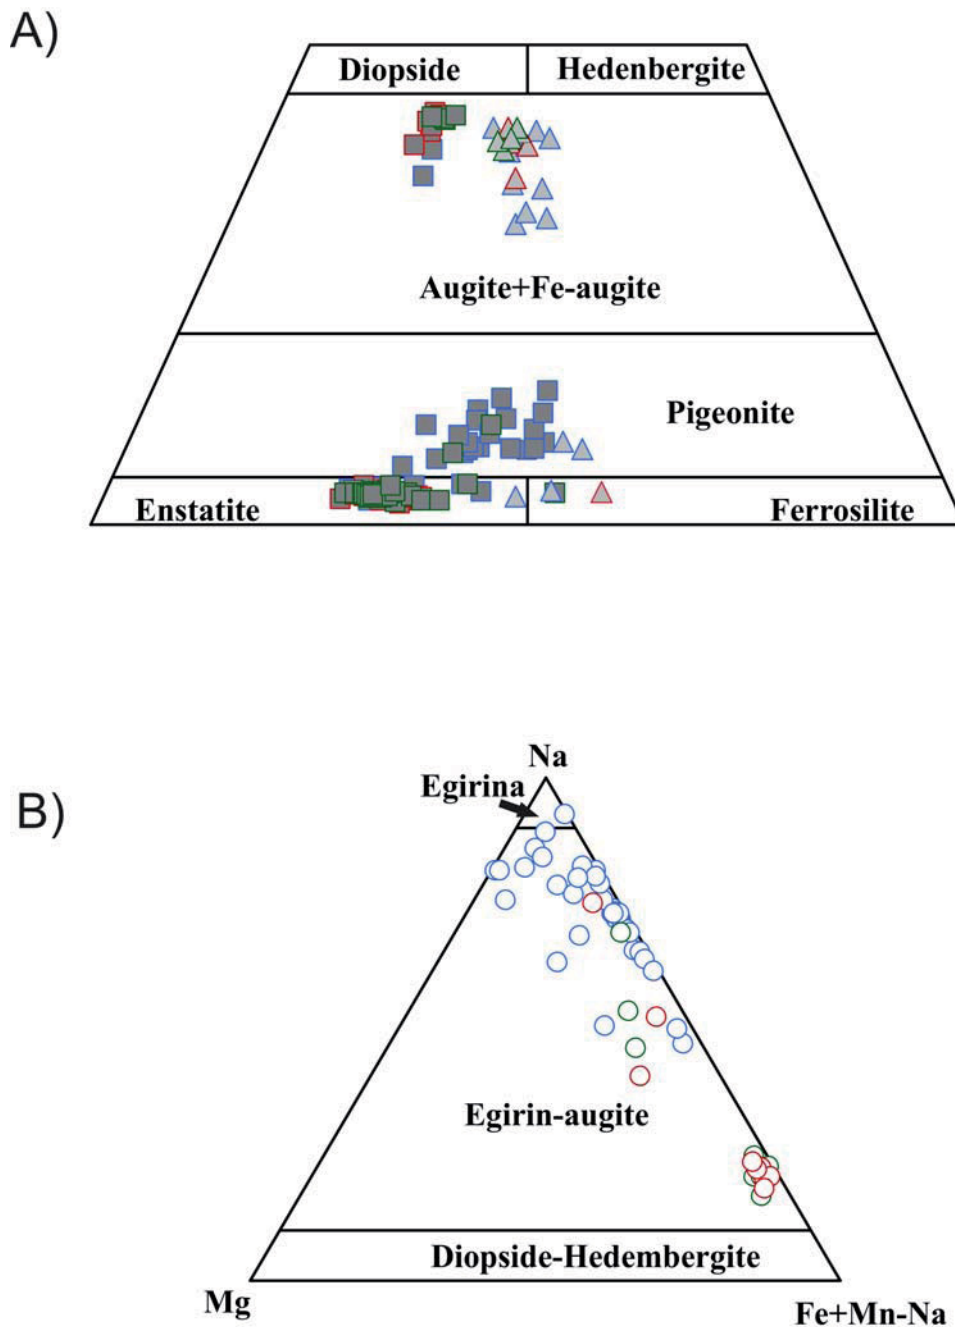 A)
Diopside Hedenbergite
Augite+Fe-augite
Pigeonite
Enstatite Ferrosilite
B)
Na
Egirina
Egirin-augite
Diopside-Hedembergite
Mg
Fe+Mn-Na